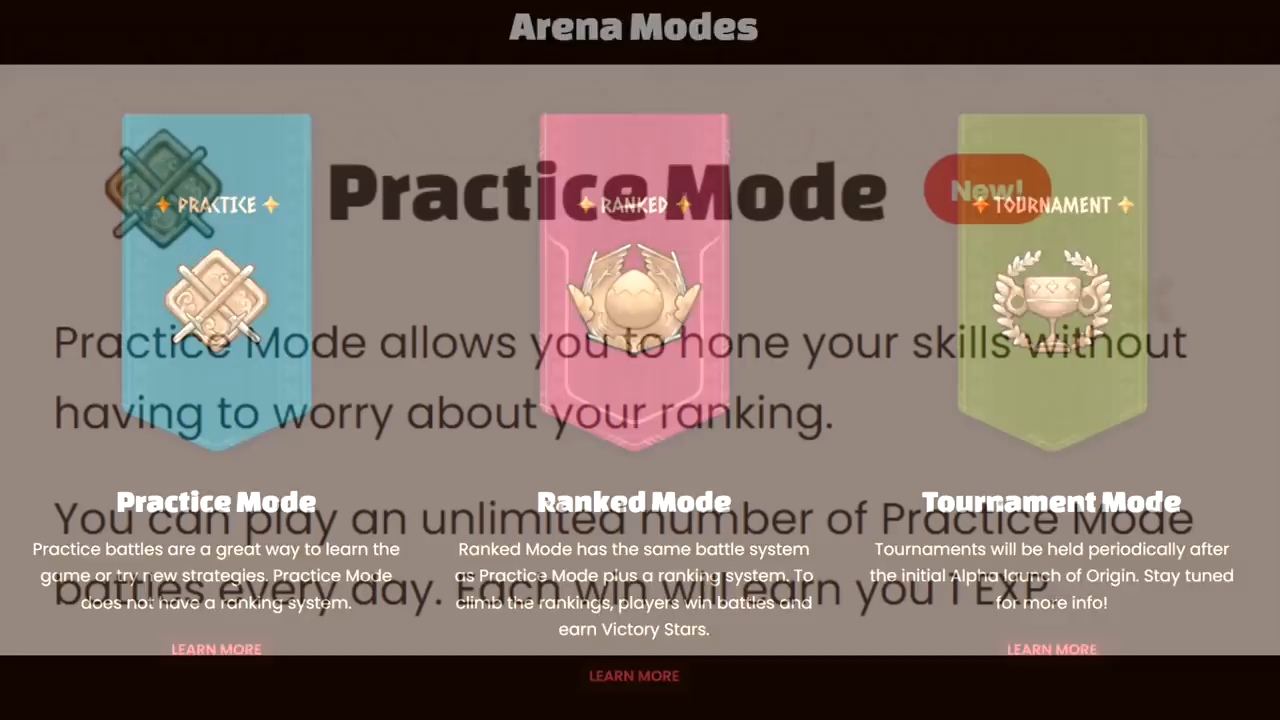 Arena Modes
Practice Mode
New!
PRACTICE
RANKED
TOURNAMENT
Practice Mode allows you to hone your skills without
having to worry about your ranking.
You can play an unlimited number of Practice Mode
battles every day. Each win will earn you 1 EXP.
Practice Mode
Practice battles are a great way to learn the
game or try new strategies. Practice Mode
does not have a ranking system.
LEARN MORE
Ranked Mode
Ranked Mode has the same battle system
as Practice Mode plus a ranking system. To
climb the rankings, players win battles and
earn Victory Stars.
LEARN MORE
Tournament Mode
Tournaments will be held periodically after
the initial Alpha launch of Origin. Stay tuned
for more info!
LEARN MORE